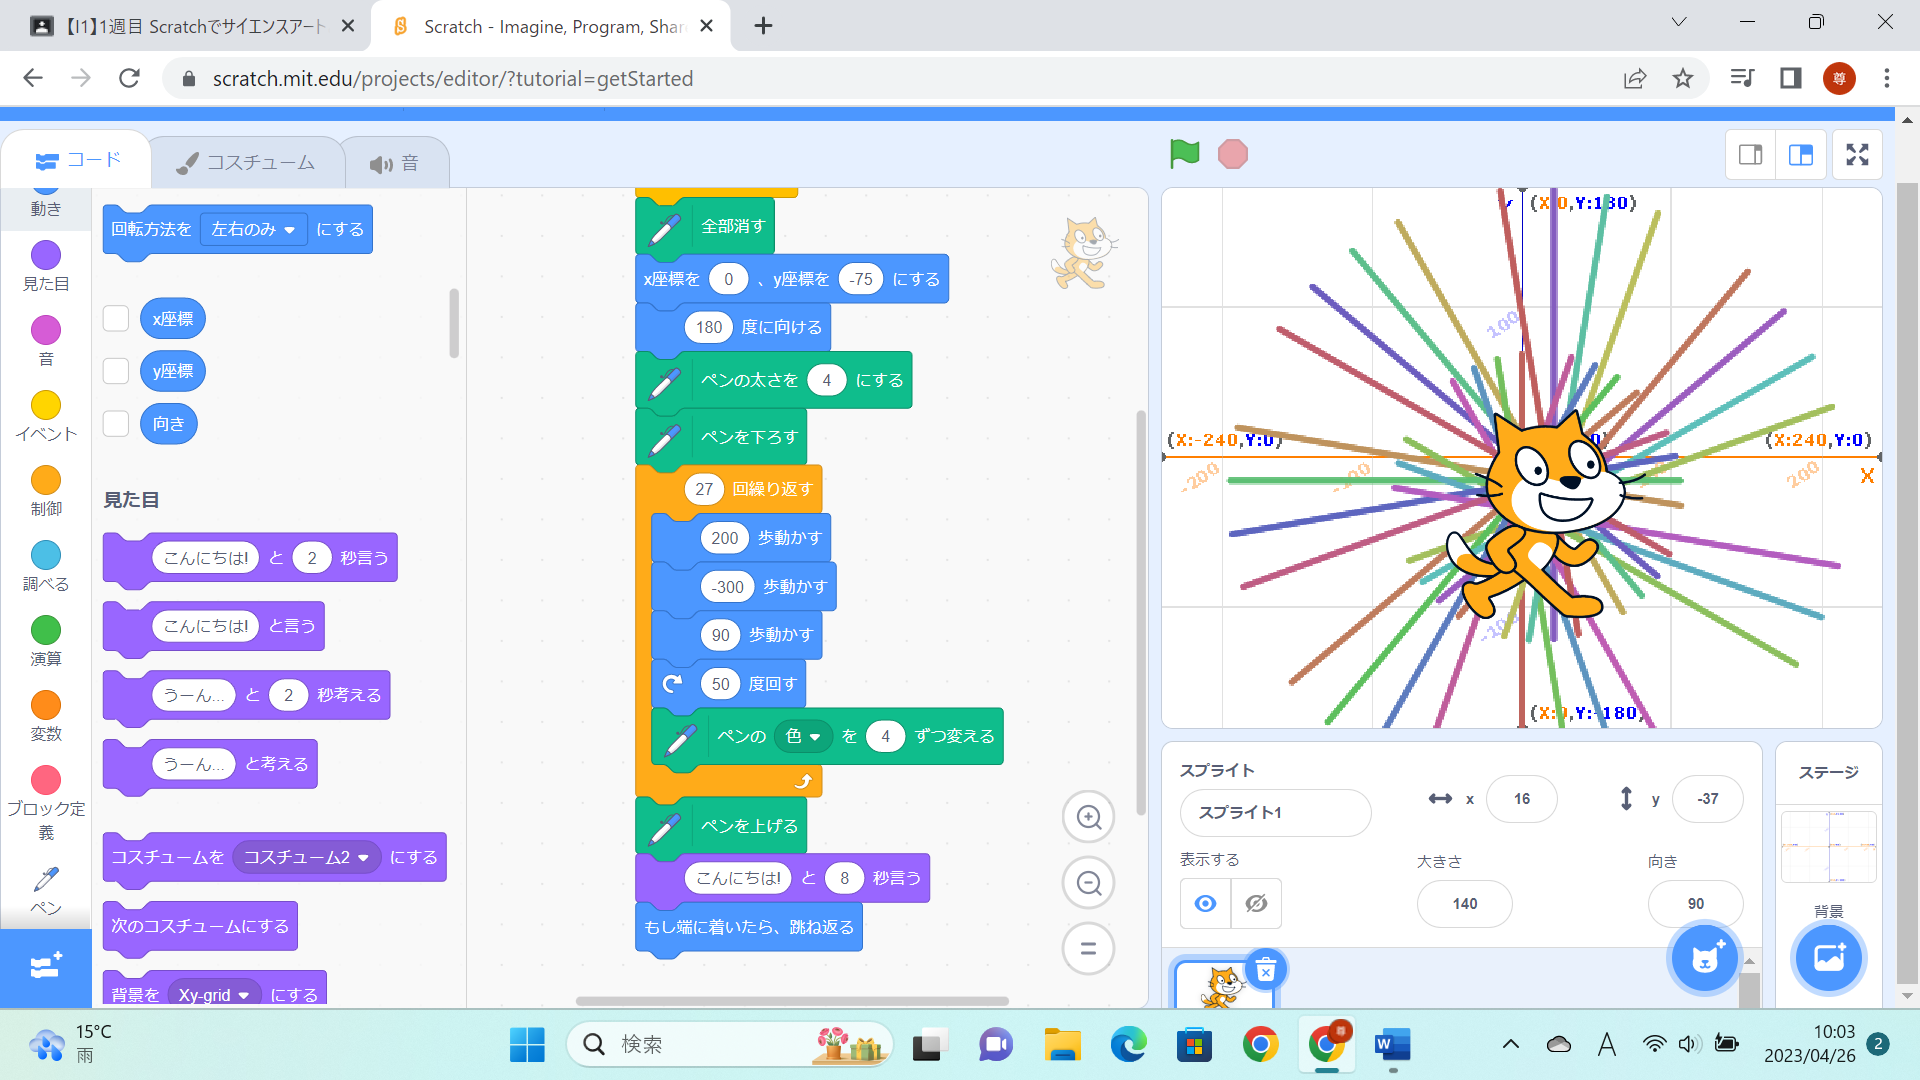 【I1】1週目 Scratchでサイエンスアート
Scratch - Imagine, Program, Shar
scratch.mit.edu/projects/editor/?tutorial=getStarted
尊
コード
コスチューム
音
動き
見た目
音
イベント
制御
調べる
演算
変数
ブロック定
義
ペン
回転方法を 左右のみ にする
x座標
y座標
向き
見た目
こんにちは! と 2 秒言う
こんにちは! と言う
うーん... と 2 秒考える
うーん... と考える
コスチュームを コスチューム2 にする
次のコスチュームにする
背景を Xy-grid にする
全部消す
x座標を 0 、y座標を -75 にする
180 度に向ける
ペンの太さを 4 にする
ペンを下ろす
27 回繰り返す
200 歩動かす
-300 歩動かす
90 歩動かす
50 度回す
ペンの 色 を 4 ずつ変える
ペンを上げる
こんにちは! と 8 秒言う
もし端に着いたら、跳ね返る
(X:0,Y:180)
100
(X:-240,Y:0)
(X:240,Y:0)
-200
-100
200
X
-100
(X:0,Y:-180)
スプライト
スプライト1
x 16
y -37
表示する
大きさ
向き
140
90
ステージ
背景
15°C
雨
検索
W
A
10:03
2023/04/26
2